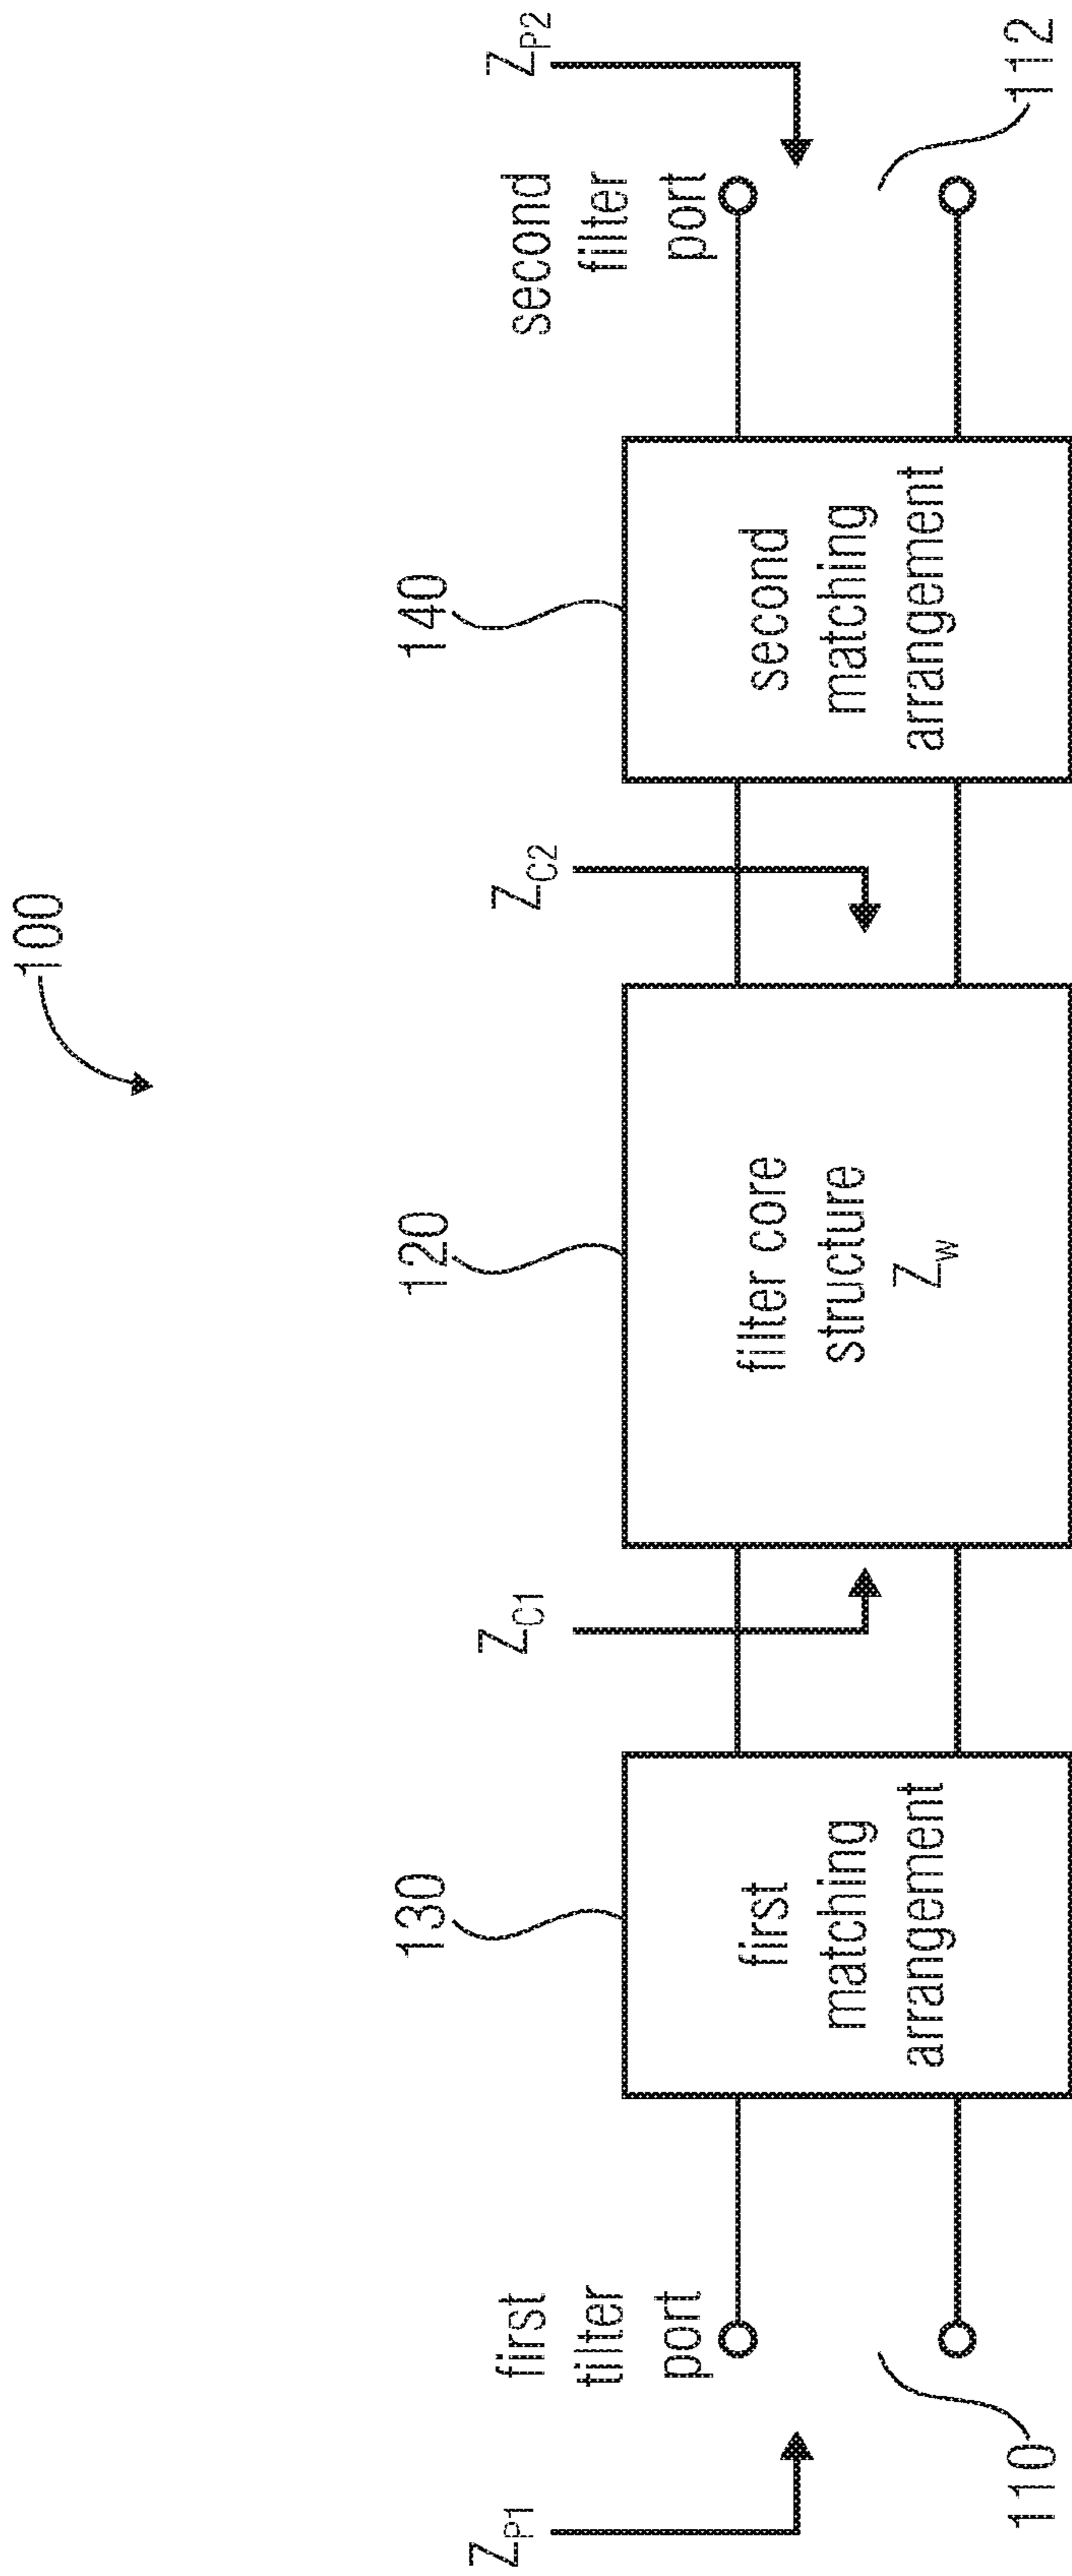 100
130
120
140
Z_P1
first
tilter
port
110
first
matching
arrangement
Z_C1
filter core
structure
Z_w
Z_C2
second
matching
arrangement
second
filter
port
Z_P2
112